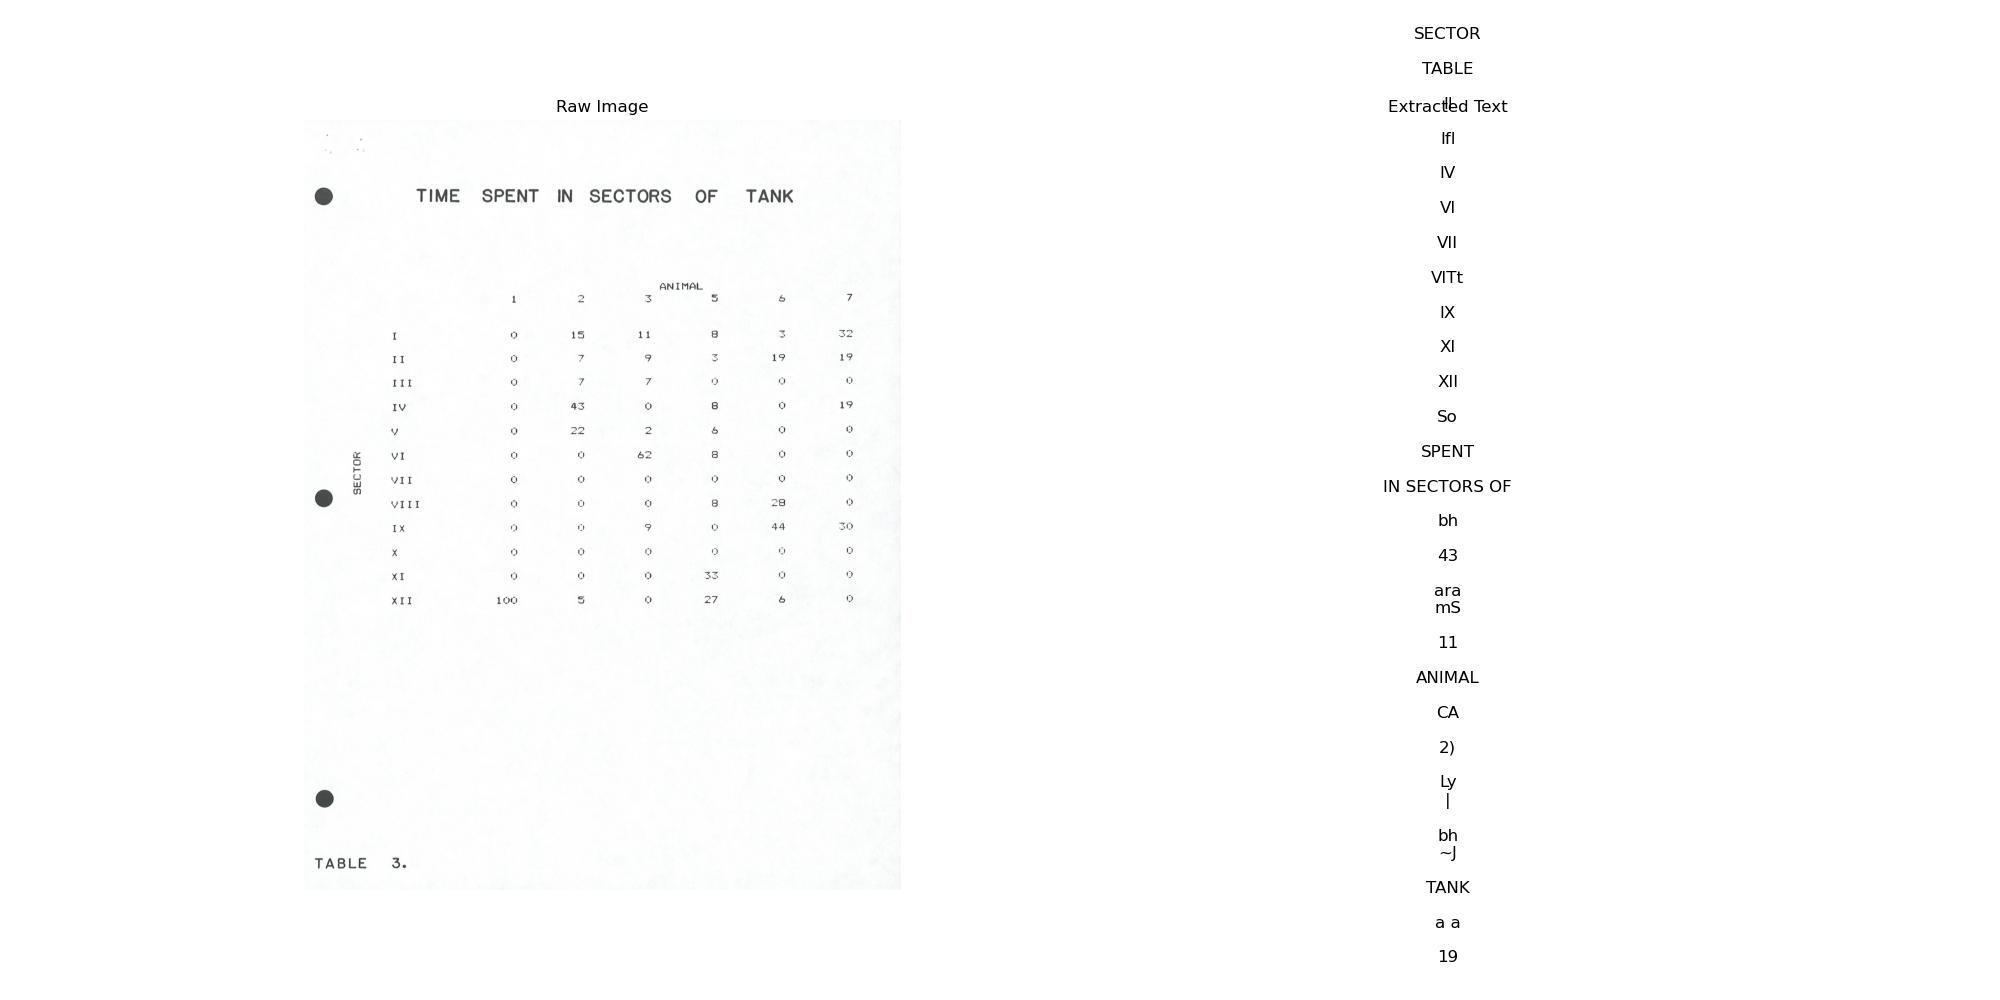 Raw Image
TIME SPENT IN SECTORS OF TANK
ANIMAL
1 2 3 5 6 7
SECTOR
I 0 15 11 8 3 32
II 0 7 9 3 19 19
III 0 7 7 0 0 0
IV 0 43 0 8 0 19
V 0 22 2 6 0 0
VI 0 0 62 8 0 0
VII 0 0 0 0 0 0
VIII 0 0 0 8 28 0
IX 0 0 9 0 44 30
X 0 0 0 0 0 0
XI 0 0 0 33 0 0
XII 100 5 0 27 6 0
TABLE 3.
SECTOR
TABLE
II
Extracted Text
IfI
IV
VI
VII
VITt
IX
XI
XII
So
SPENT
IN SECTORS OF
bh
43
ara
mS
11
ANIMAL
CA
2)
Ly
|
bh
~J
TANK
a a
19